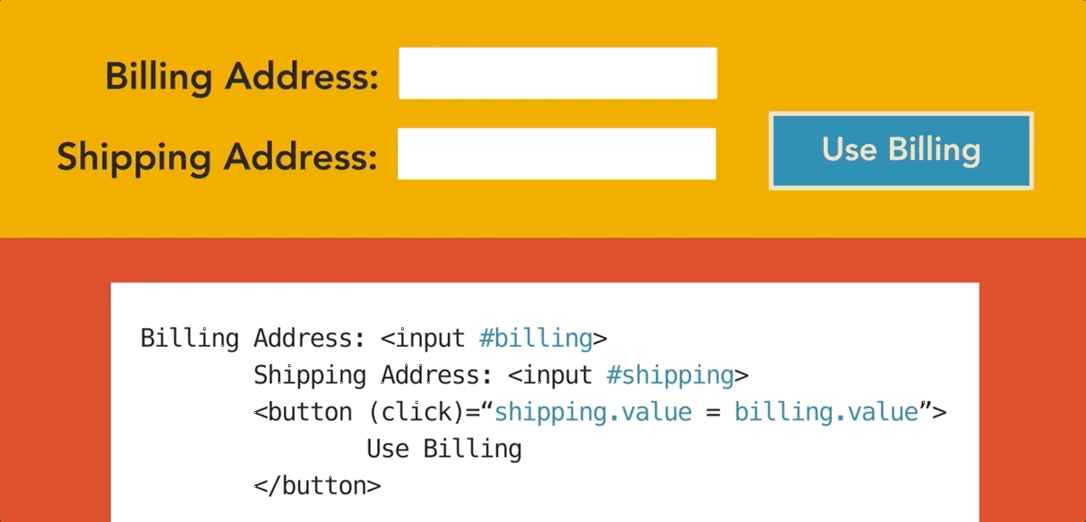 Billing Address:
Shipping Address:
Use Billing
Billing Address: <input #billing>
Shipping Address: <input #shipping>
<button (click)=“shipping.value = billing.value”>
Use Billing
</button>